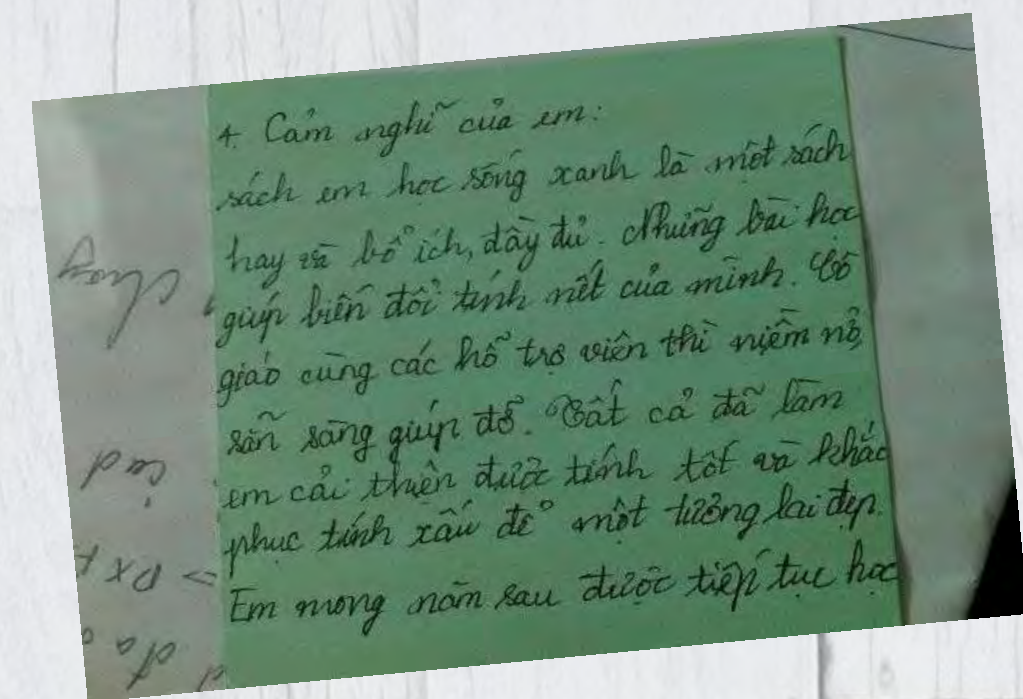 4. Cảm nghĩ của em:
sách em học sống xanh là một sách
hay và bổ ích, đầy đủ. Những bài học
giúp biến đổi tính nết của mình. Cô
giáo cùng các hỗ trợ viên thì niềm nở,
sẵn sàng giúp đỡ. Tất cả đã làm
em cải thiện được tính tốt và khắc
phục tính xấu để một tương lai đẹp.
Em mong năm sau được tiếp tục học